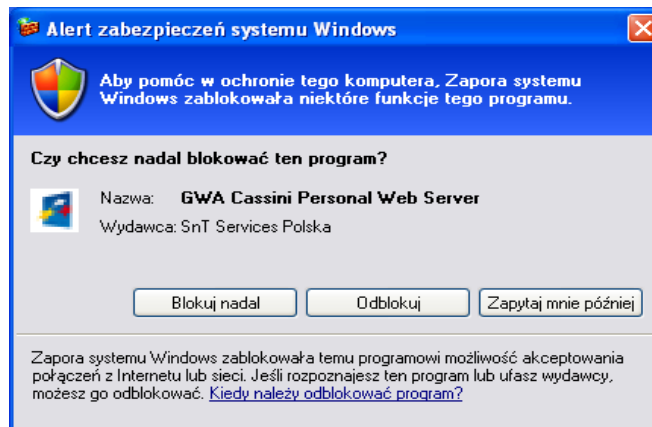 Alert zabezpieczeń systemu Windows
Aby pomóc w ochronie tego komputera, Zapora systemu
Windows zablokowała niektóre funkcje tego programu.
Czy chcesz nadal blokować ten program?
Nazwa: GWA Cassini Personal Web Server
Wydawca: SnT Services Polska
Blokuj nadal Odblokuj Zapytaj mnie później
Zapora systemu Windows zablokowała temu programowi możliwość akceptowania
połączeń z Internetu lub sieci. Jeśli rozpoznajesz ten program lub ufasz wydawcy,
możesz go odblokować. Kiedy należy odblokować program?